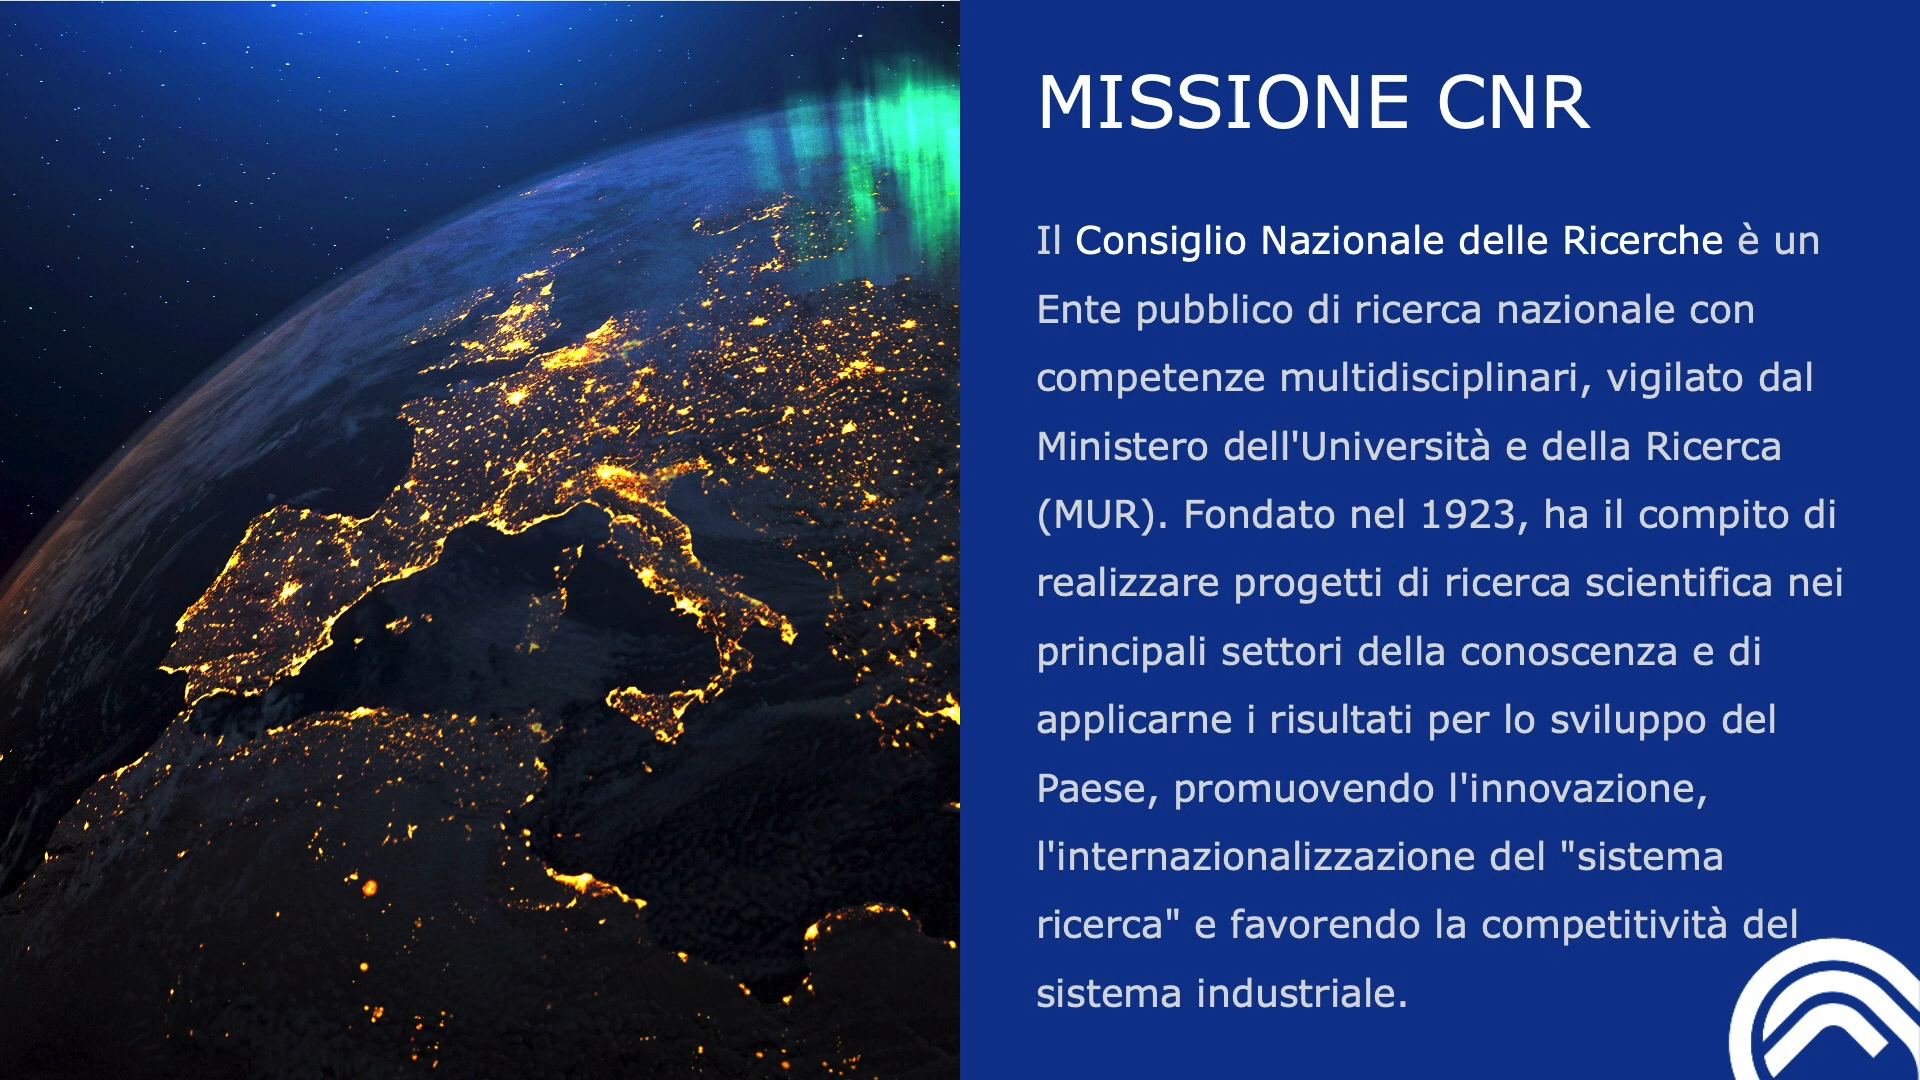 MISSIONE CNR
Il Consiglio Nazionale delle Ricerche è un
Ente pubblico di ricerca nazionale con
competenze multidisciplinari, vigilato dal
Ministero dell'Università e della Ricerca
(MUR). Fondato nel 1923, ha il compito di
realizzare progetti di ricerca scientifica nei
principali settori della conoscenza e di
applicarne i risultati per lo sviluppo del
Paese, promuovendo l'innovazione,
l'internazionalizzazione del "sistema
ricerca" e favorendo la competitività del
sistema industriale.